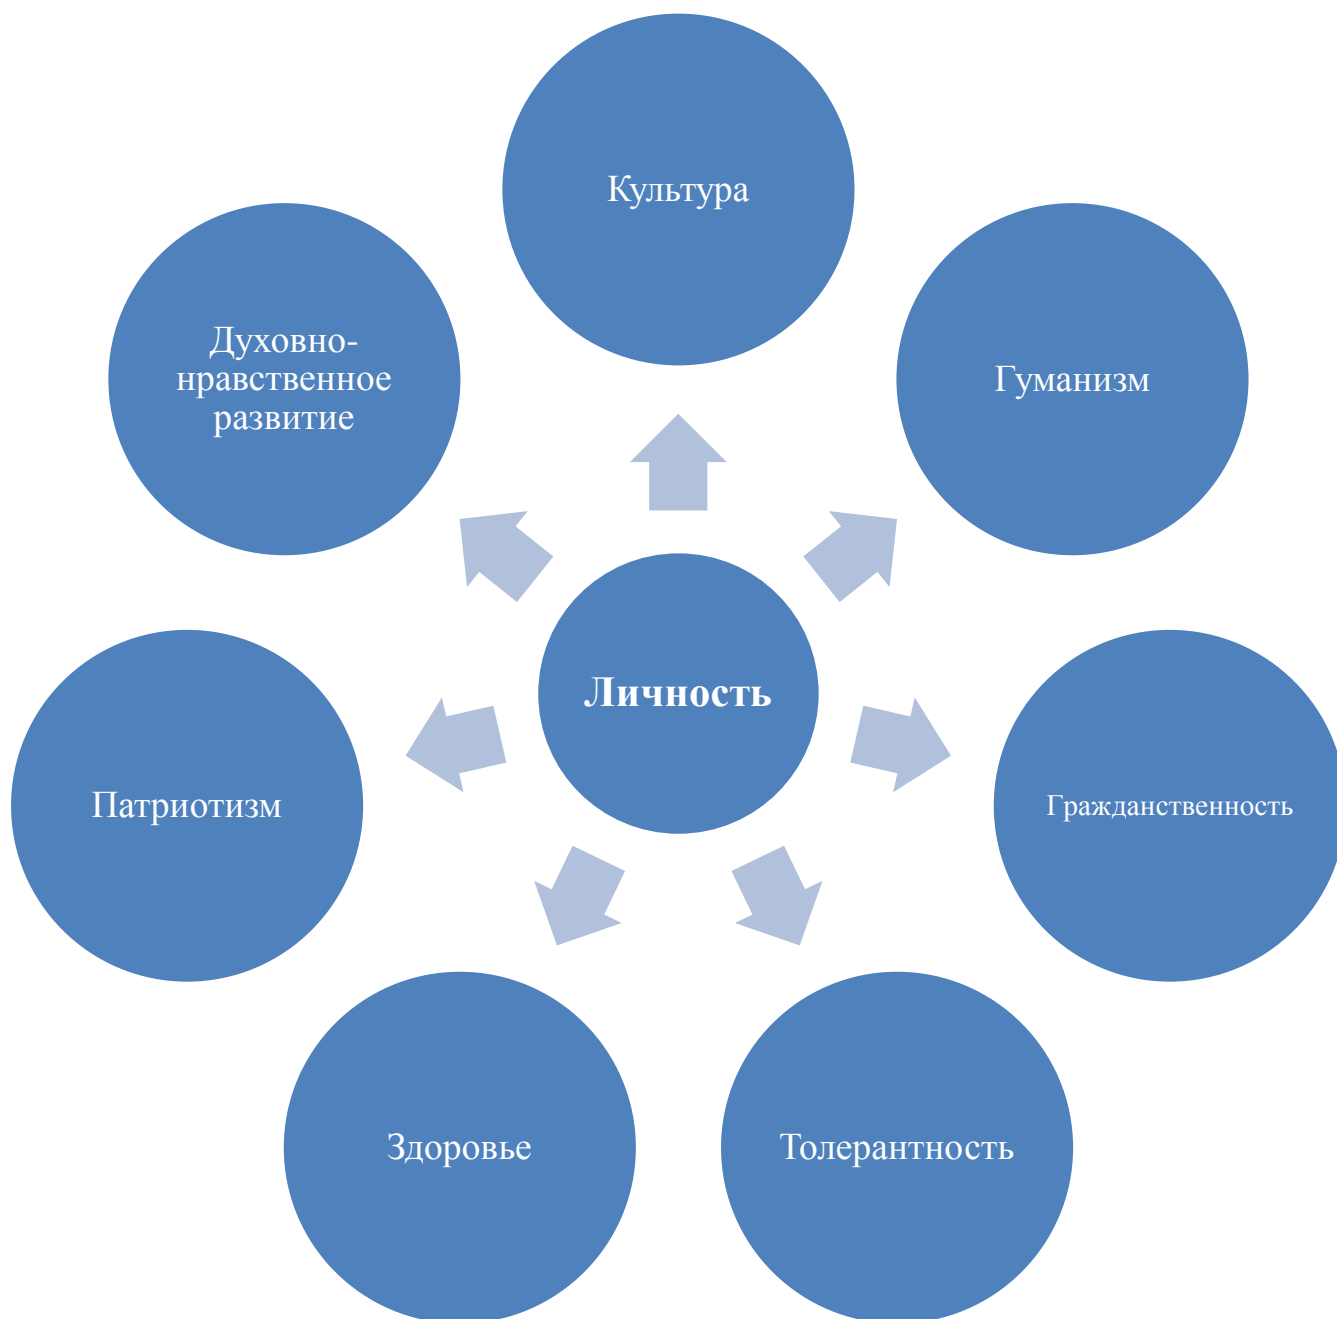 Культура
Гуманизм
Духовно-
нравственное
развитие
Личность
Патриотизм
Гражданственность
Здоровье
Толерантность